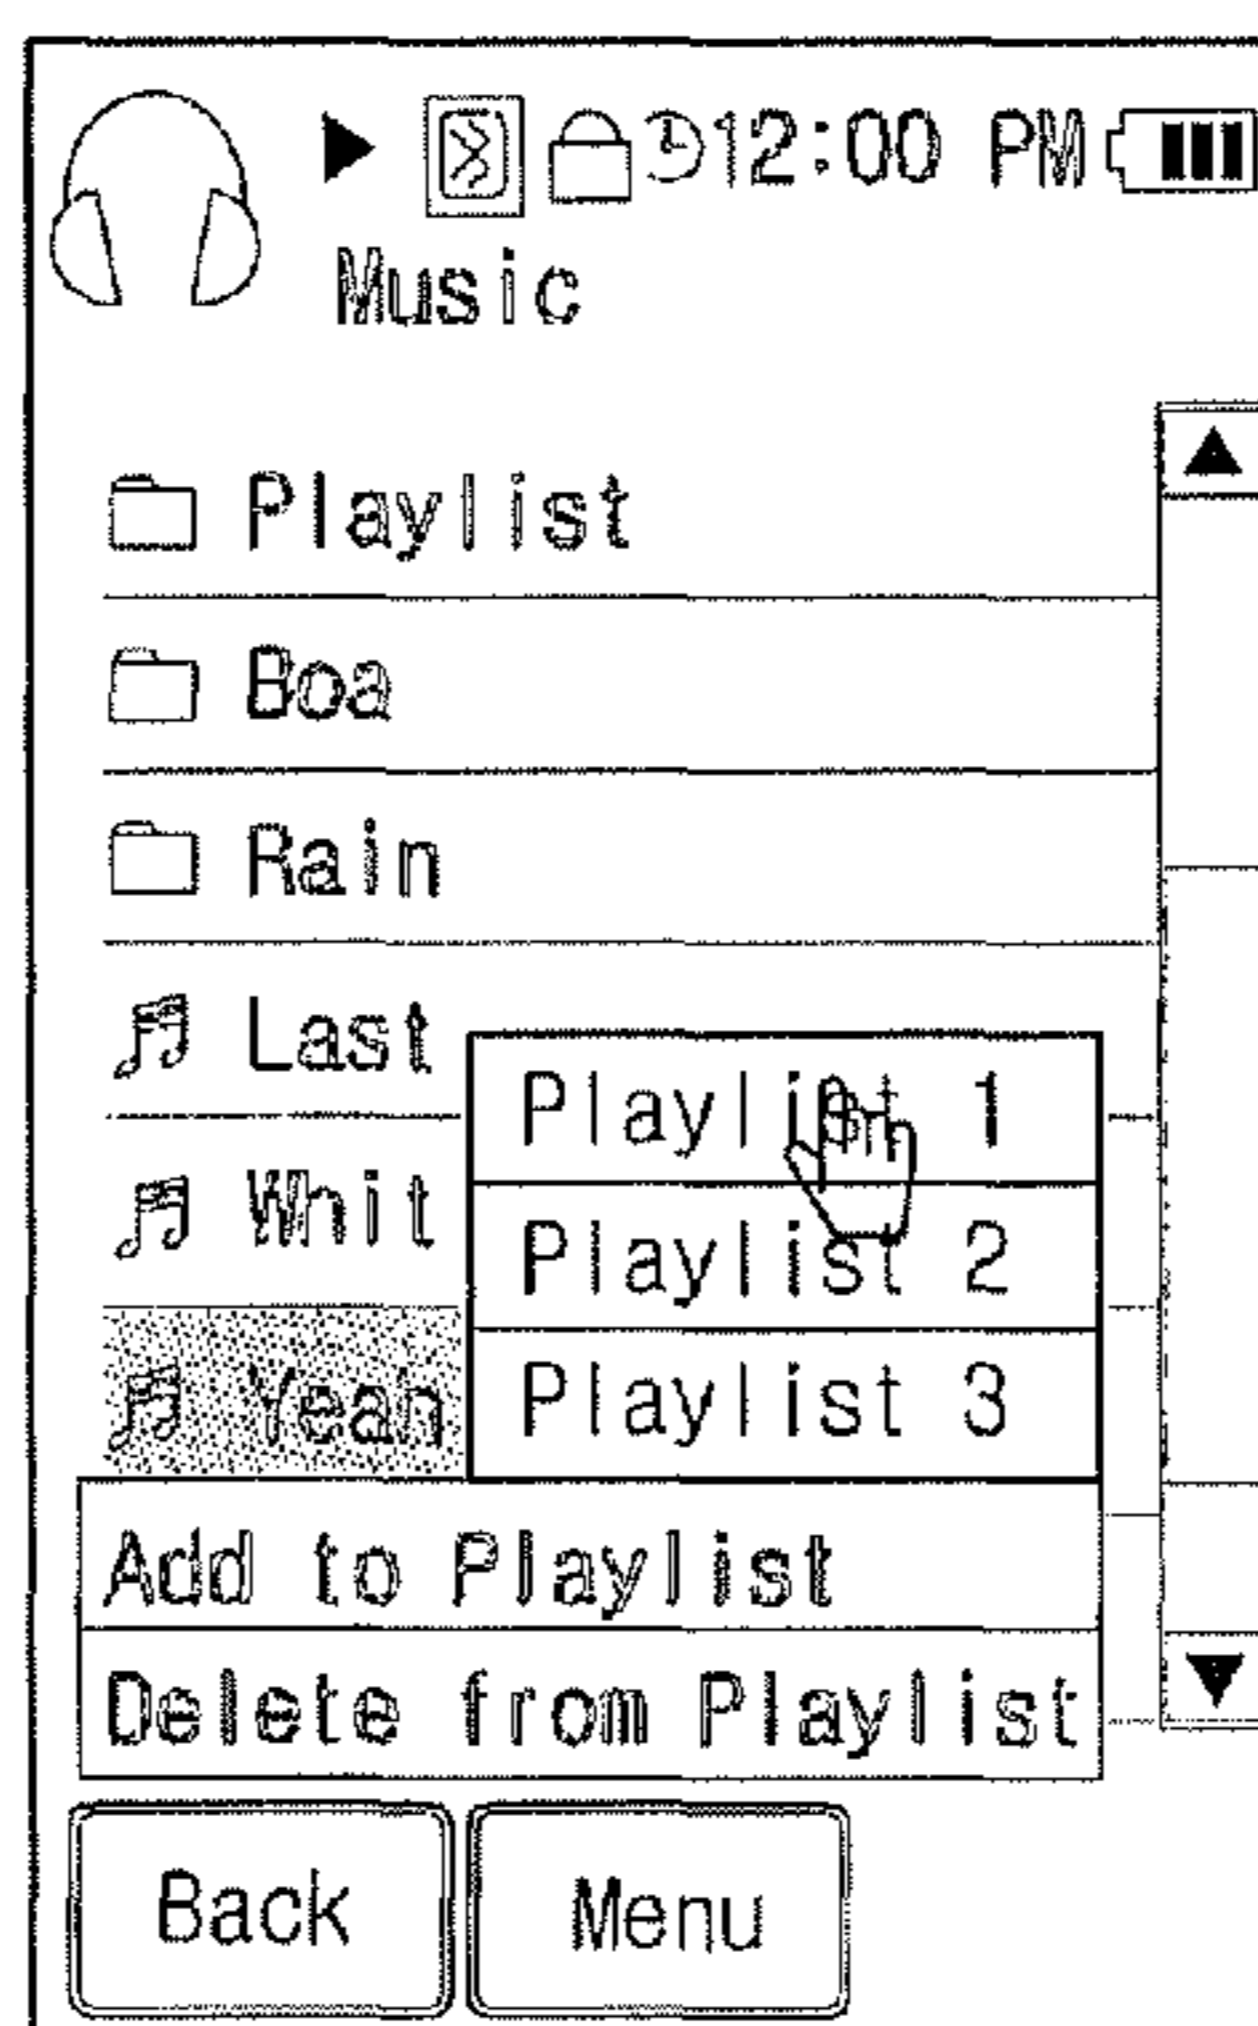 12:00 PM
Music
Playlist
Boa
Rain
Last
Playlist 1
Whit
Playlist 2
Yeah
Playlist 3
Add to Playlist
Delete from Playlist
Back
Menu